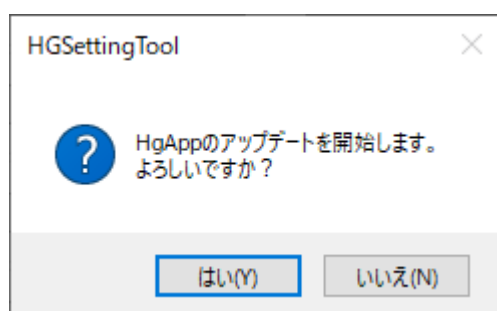 HGSettingTool
HgAppのアップデートを開始します。
よろしいですか？
はい(Y)
いいえ(N)